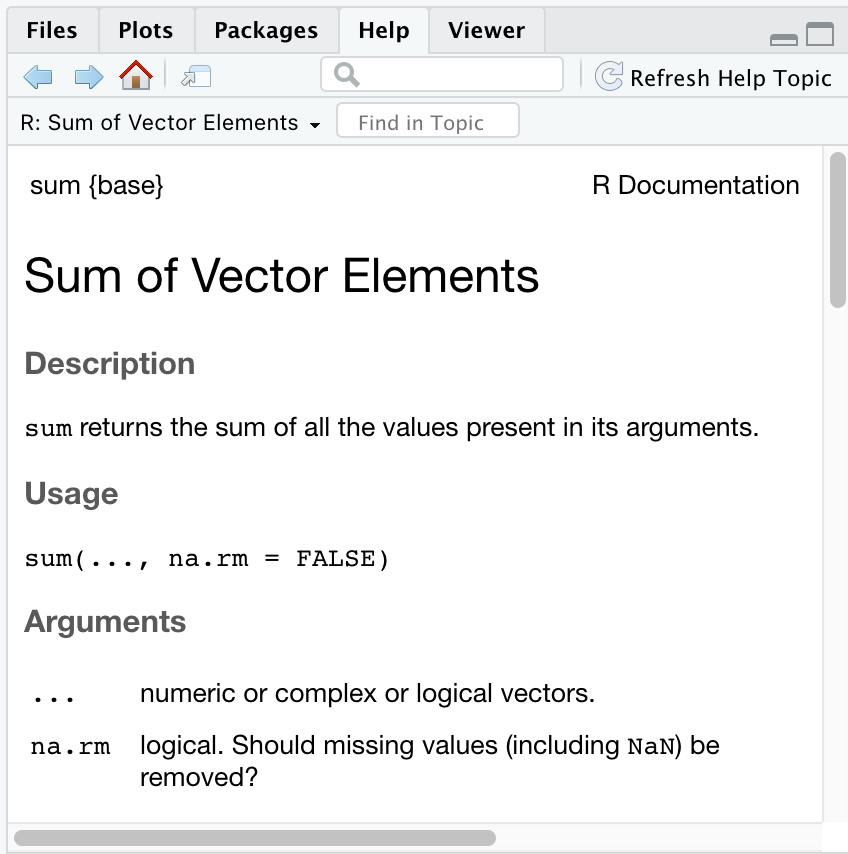 Files Plots Packages Help Viewer
Refresh Help Topic
R: Sum of Vector Elements Find in Topic
sum {base} R Documentation
Sum of Vector Elements
Description
sum returns the sum of all the values present in its arguments.
Usage
sum(..., na.rm = FALSE)
Arguments
... numeric or complex or logical vectors.
na.rm logical. Should missing values (including NaN) be
removed?